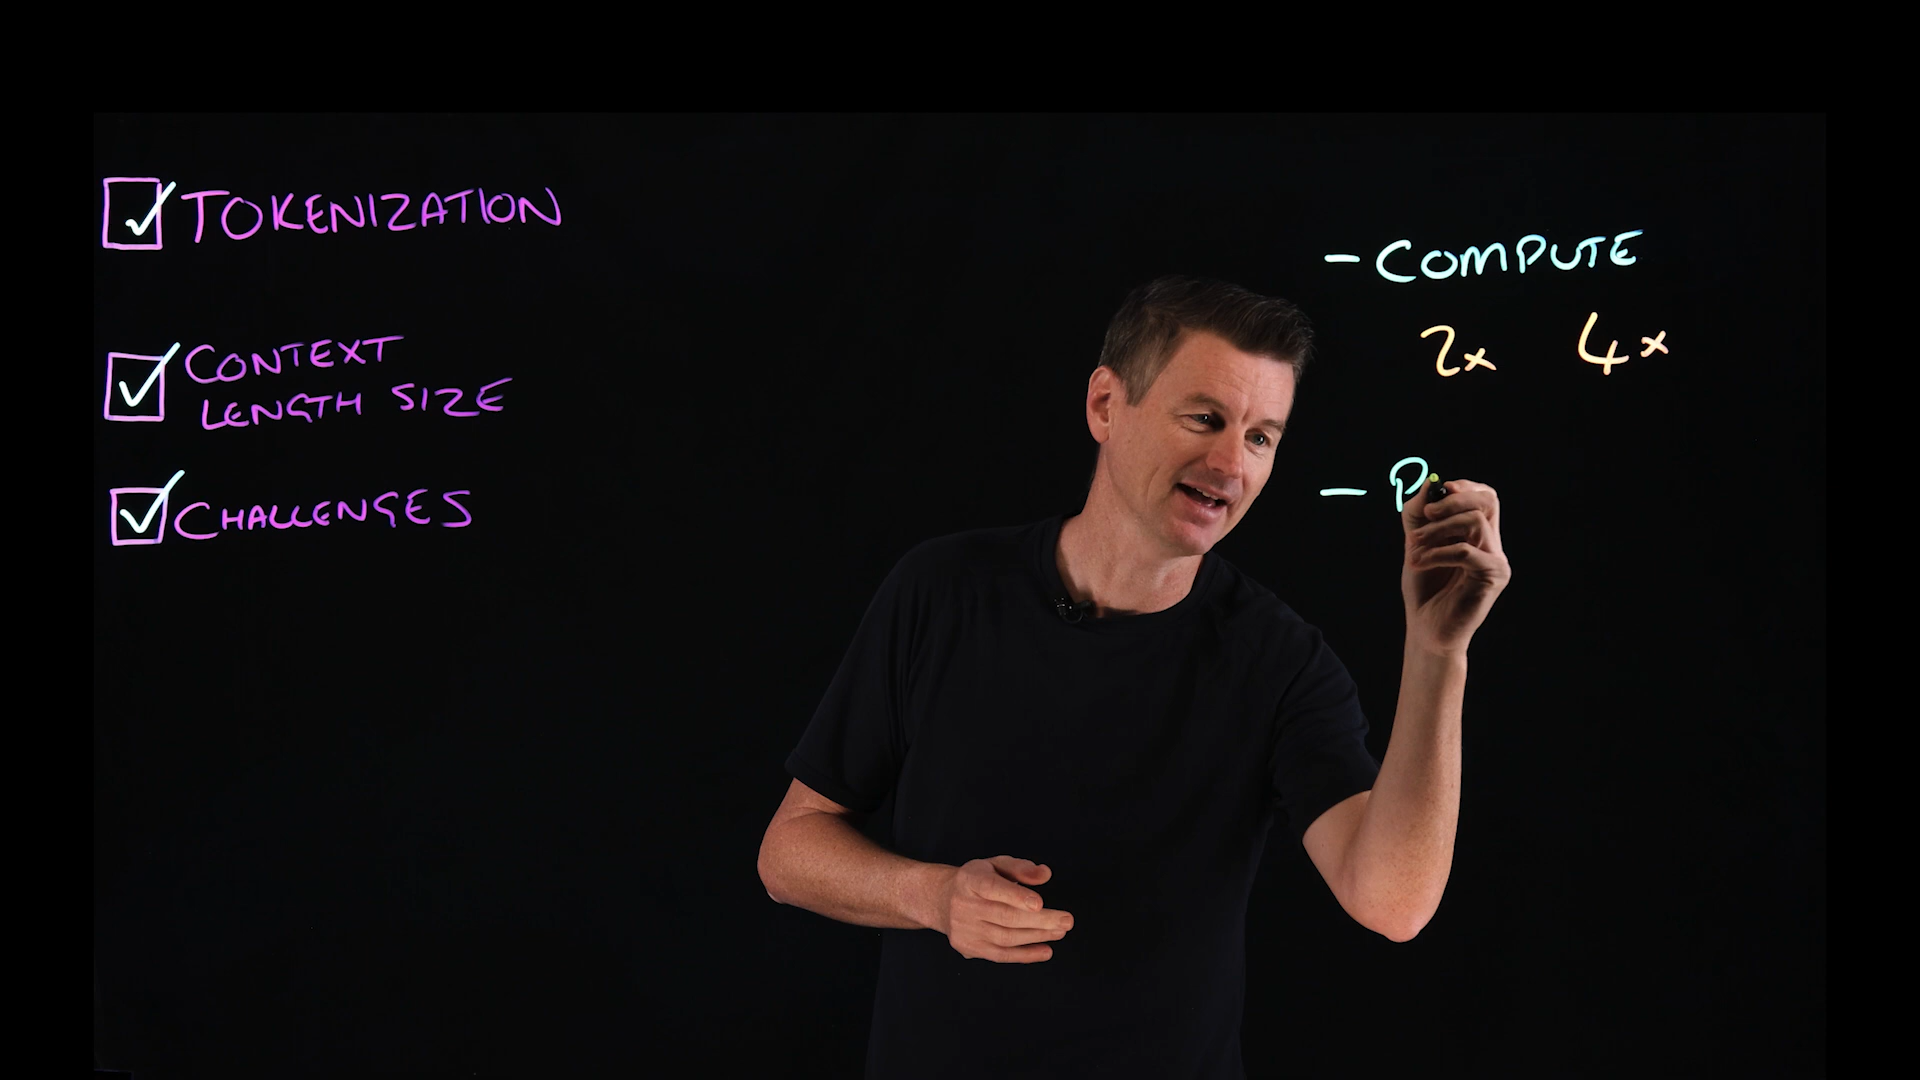 TOKENIZATION
CONTEXT
LENGTH SIZE
CHALLENGES
- COMPUTE
2x 4x
- P